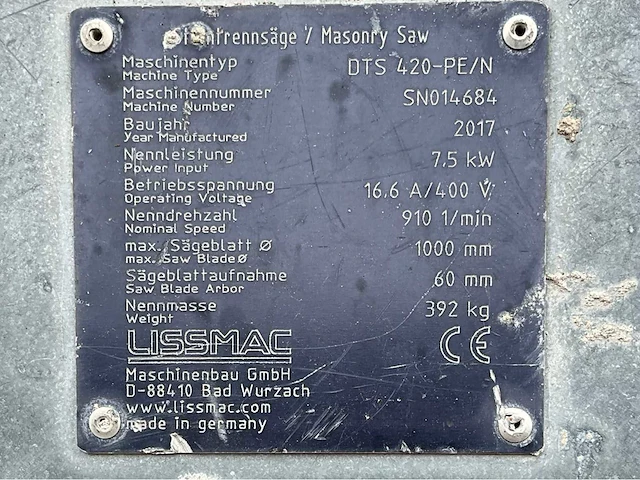 / Masonry Saw
Maschinentyp DTS 420-PE/N
Machine Type
Maschinennummer SN014684
Machine Number
Baujahr 2017
Year Manufactured
Nennleistung 7.5 kW
Power Input
Betriebsspannung 16.6 A/400 V
Operating Voltage
Nenndrehzahl 910 1/min
Nominal Speed
max. Sägeblatt Ø 1000 mm
max. Saw Blade Ø
Sägeblattaufnahme 60 mm
Saw Blade Arbor
Nennmasse 392 kg
Weight
LISSMAC CE
Maschinenbau GmbH
D-88410 Bad Wurzach
www.lissmac.com
made in germany